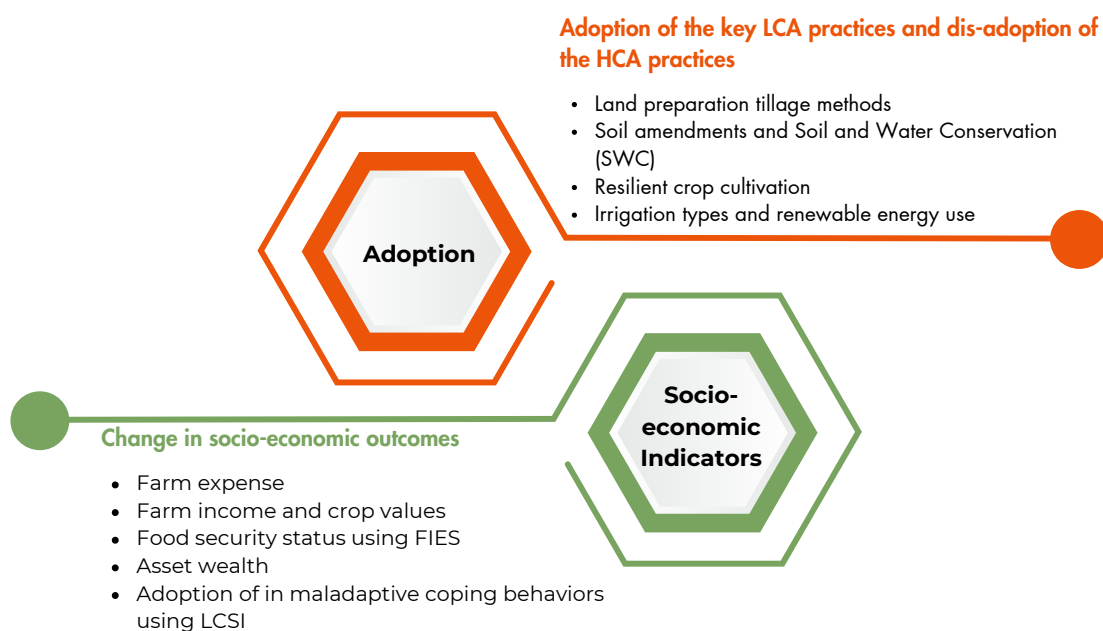 Adoption of the key LCA practices and dis-adoption of
the HCA practices
• Land preparation tillage methods
• Soil amendments and Soil and Water Conservation
(SWC)
• Resilient crop cultivation
• Irrigation types and renewable energy use
Adoption
Socio-
economic
Indicators
Change in socio-economic outcomes
• Farm expense
• Farm income and crop values
• Food security status using FIES
• Asset wealth
• Adoption of in maladaptive coping behaviors
using LCSI